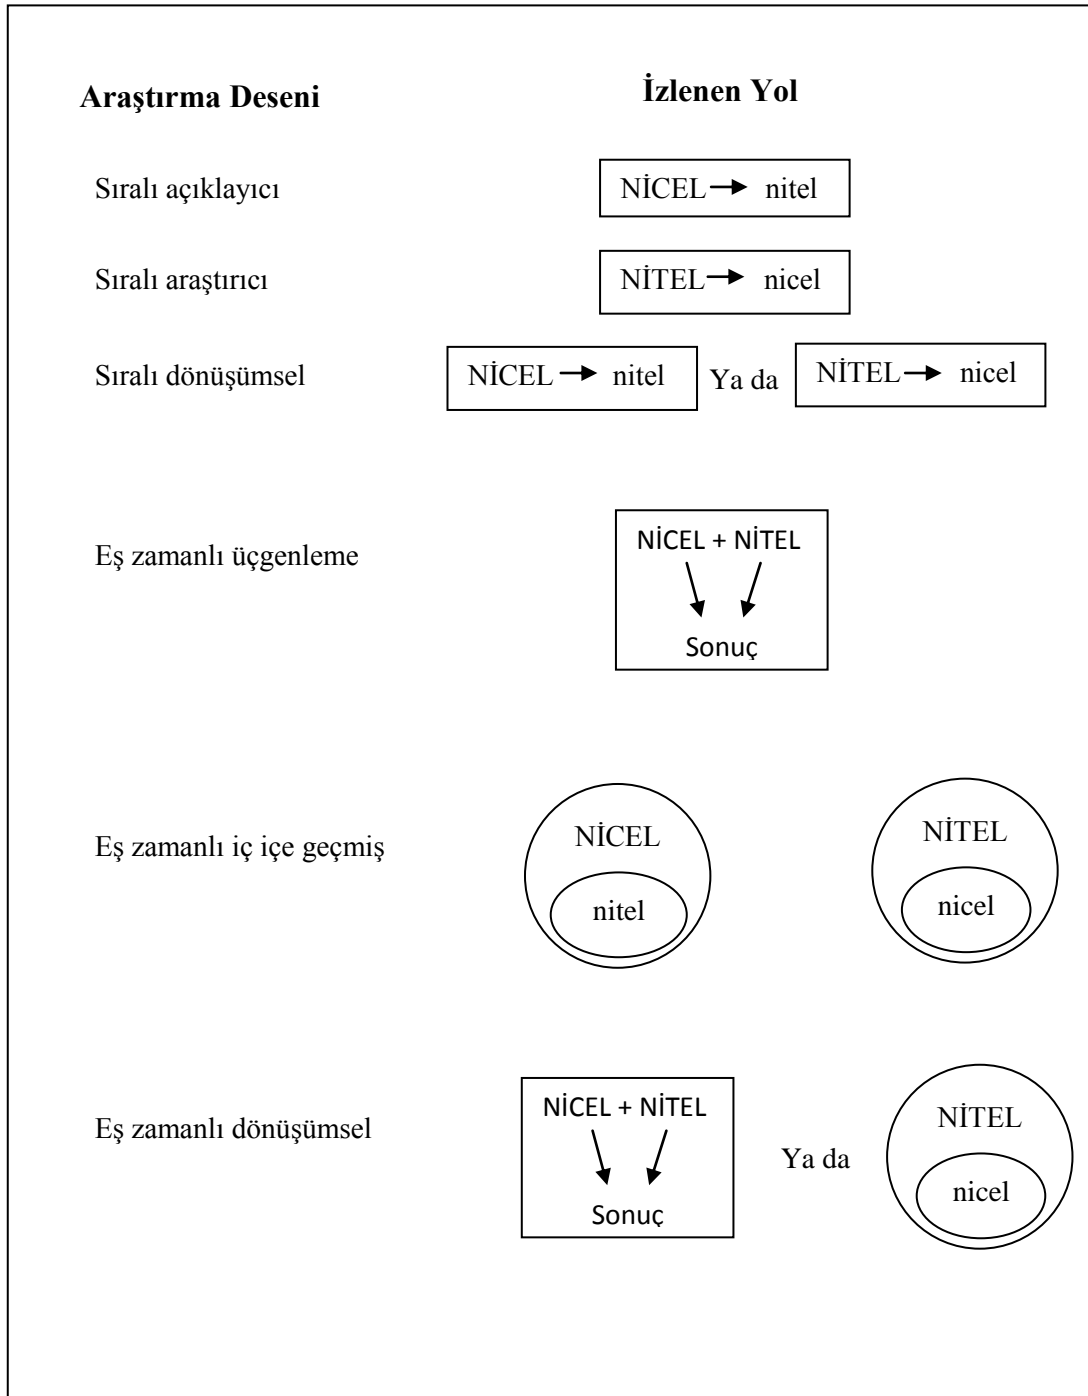 Araştırma Deseni İzlenen Yol
Sıralı açıklayıcı NİCEL → nitel
Sıralı araştırıcı NİTEL → nicel
Sıralı dönüşümsel NİCEL → nitel Ya da NİTEL → nicel
Eş zamanlı üçgenleme NİCEL + NİTEL
Sonuç
Eş zamanlı iç içe geçmiş NİCEL NİTEL
nitel nicel
Eş zamanlı dönüşümsel NİCEL + NİTEL Ya da NİTEL
Sonuç nicel